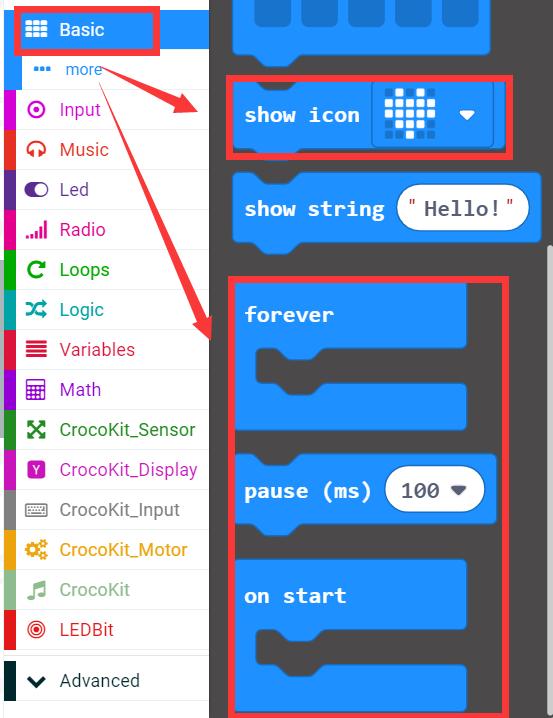 Basic
more
Input
Music
Led
Radio
Loops
Logic
Variables
Math
CrocoKit_Sensor
CrocoKit_Display
CrocoKit_Input
CrocoKit_Motor
CrocoKit
LEDBit
Advanced
show icon
show string "Hello!"
forever
pause (ms) 100
on start